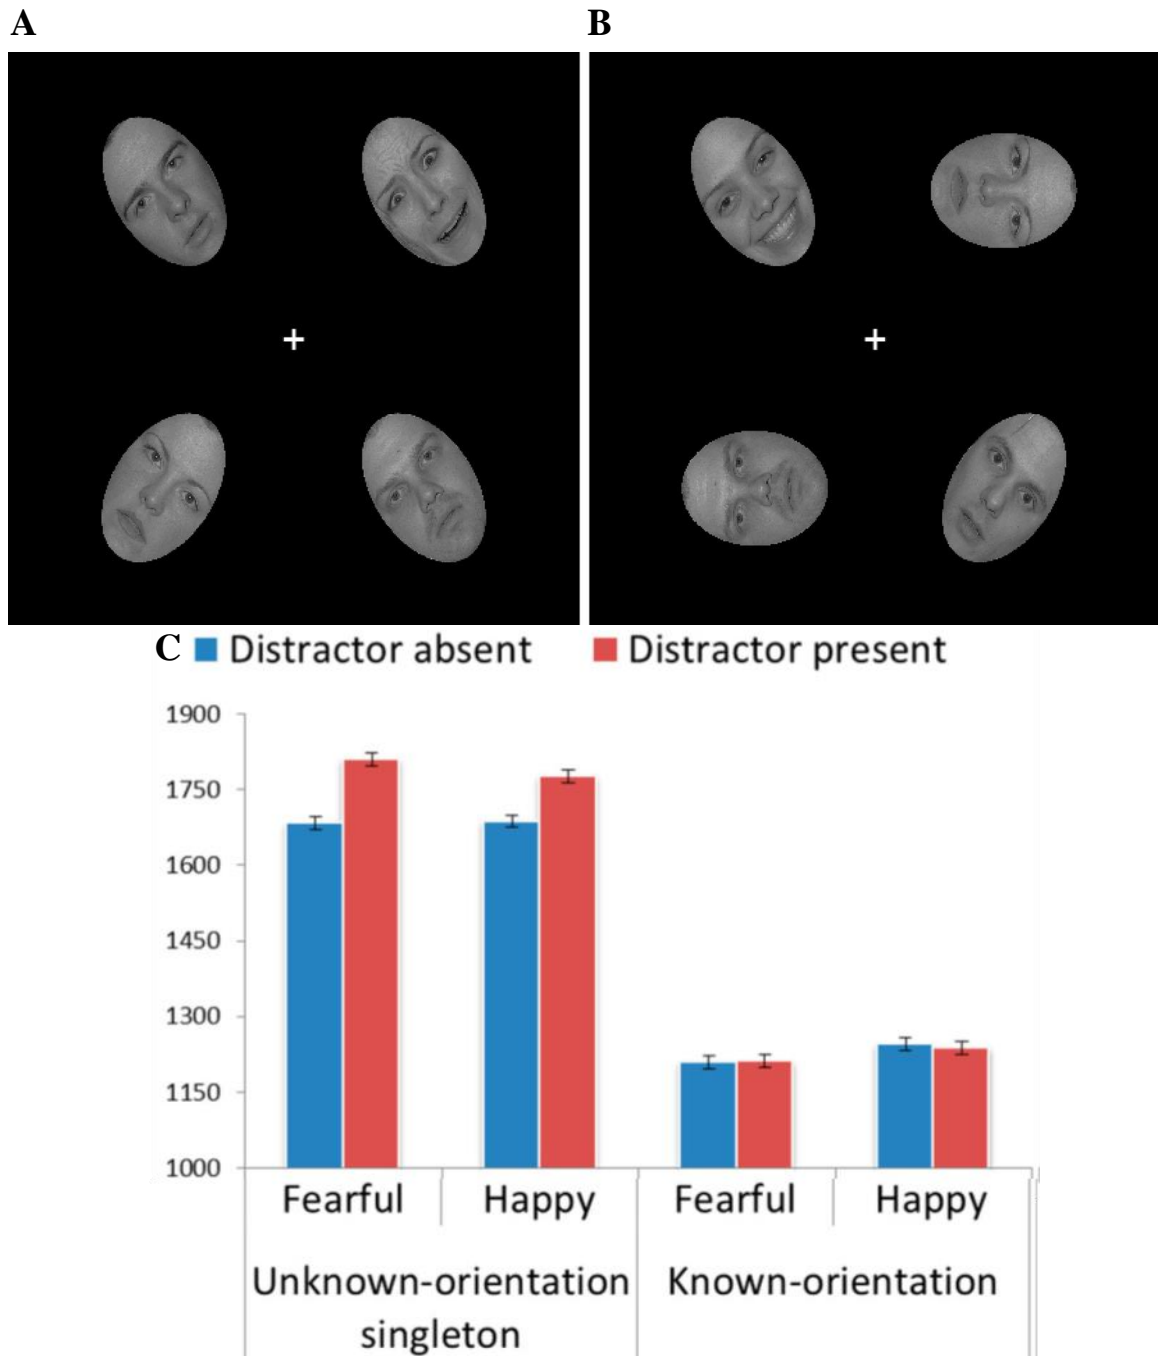 A B
+ +
C Distractor absent Distractor present
1900
1750
1600
1450
1300
1150
1000
Fearful Happy Fearful Happy
Unknown-orientation Known-orientation
singleton